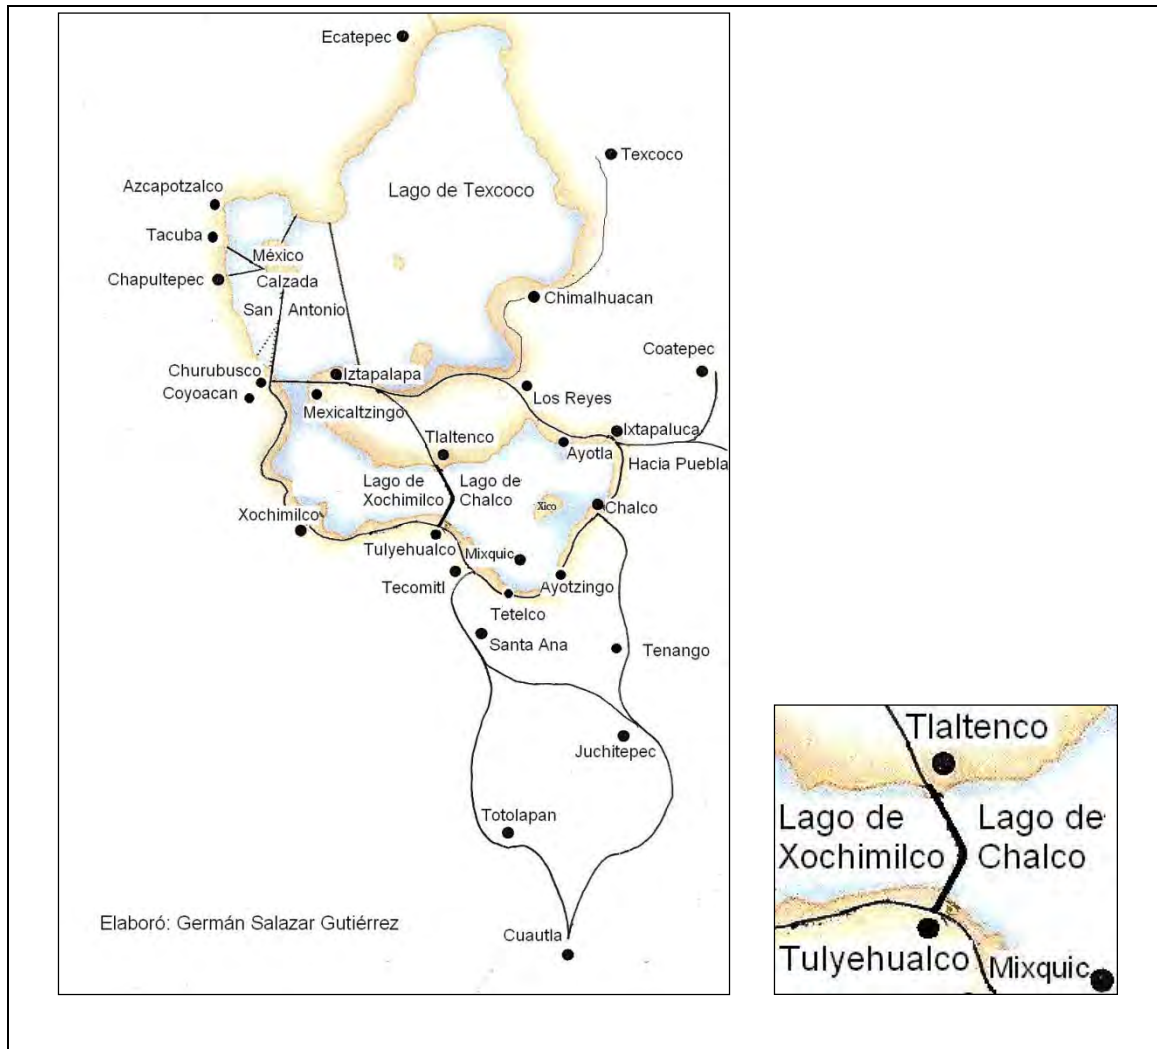 Ecatepec
Texcoco
Lago de Texcoco
Azcapotzalco
Tacuba
México
Chapultepec
Calzada
San Antonio
Chimalhuacan
Coatepec
Churubusco
Iztapalapa
Coyoacan
Mexicaltzingo
Los Reyes
Ixtapaluca
Tlaltenco
Ayotla
Hacia Puebla
Lago de
Xochimilco
Lago de
Chalco
Xico
Chalco
Xochimilco
Tulyehualco
Mixquic
Tecomitl
Ayotzingo
Tetelco
Santa Ana
Tenango
Juchitepec
Totolapan
Elaboró: Germán Salazar Gutiérrez
Cuautla
Tlaltenco
Lago de
Xochimilco
Lago de
Chalco
Tulyehualco
Mixquic